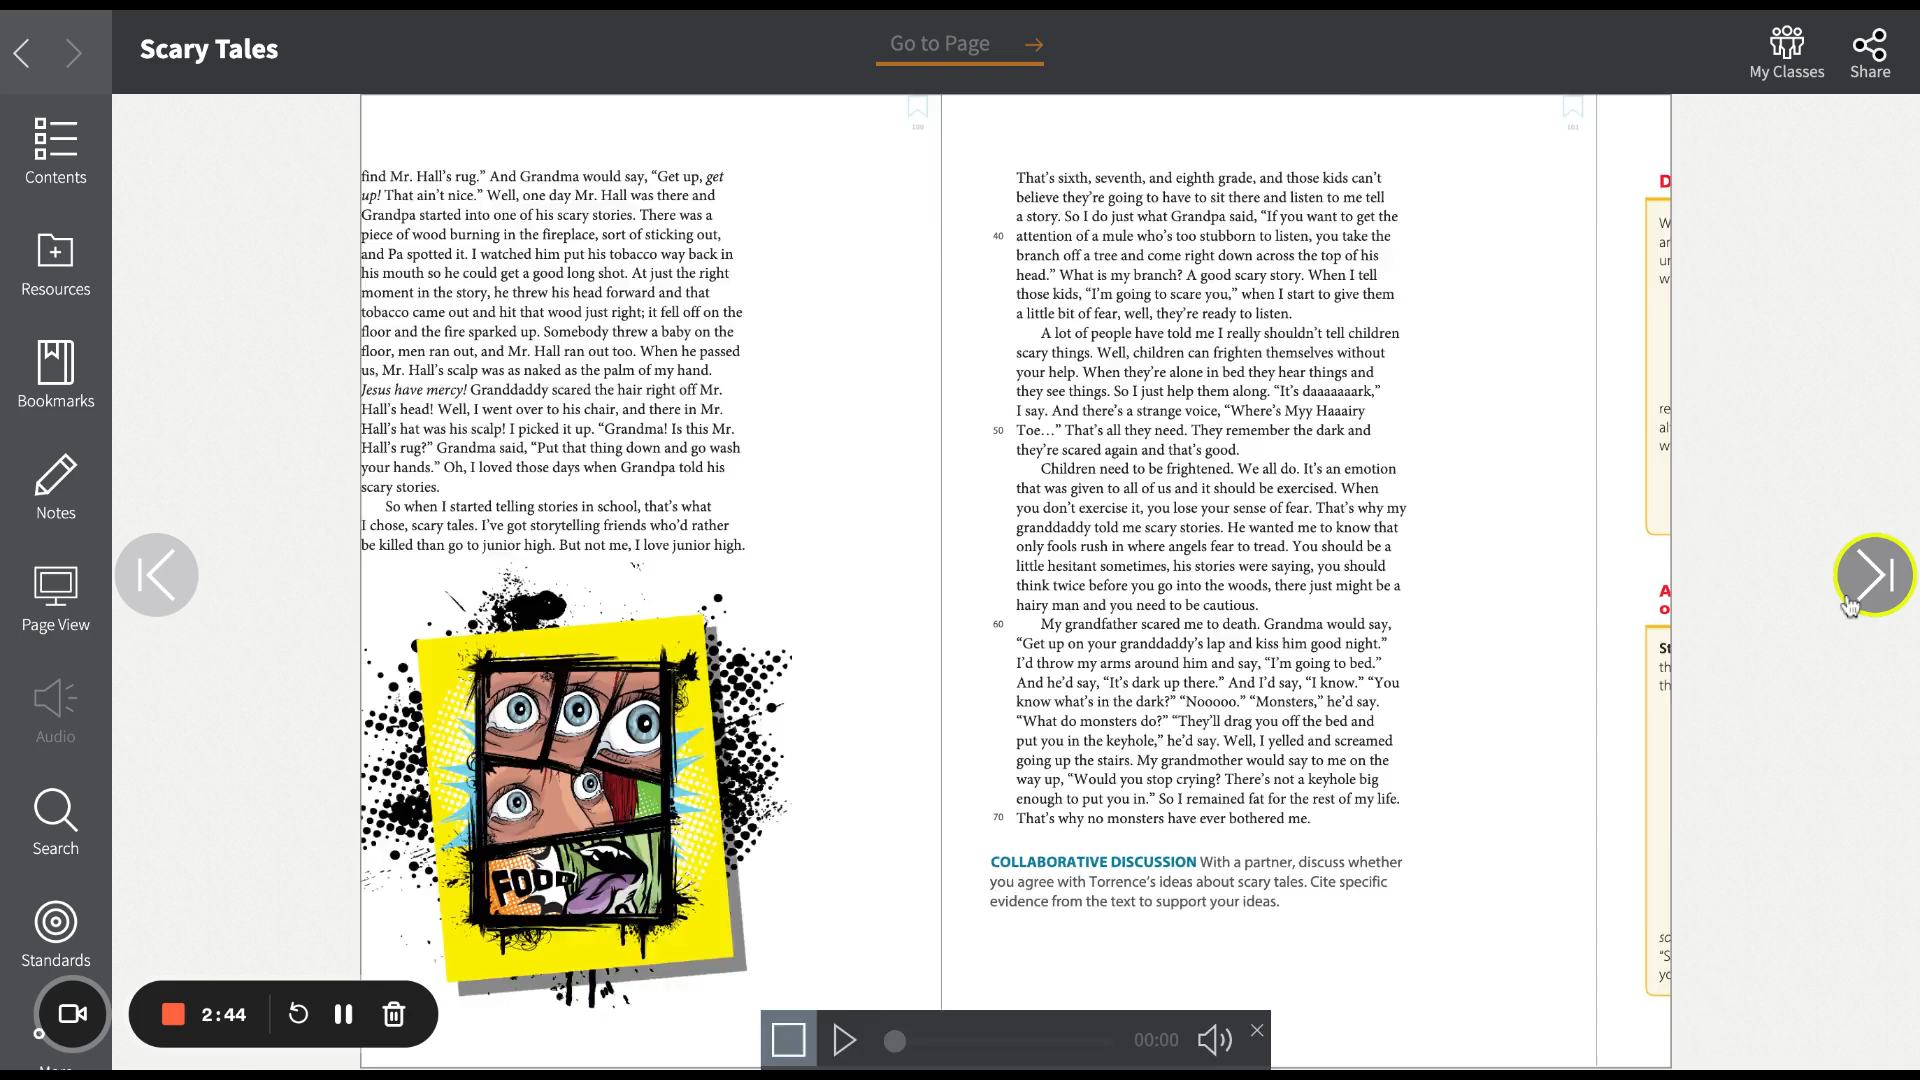 Scary Tales
Go to Page
My Classes
Share
Contents
Resources
Bookmarks
Notes
Page View
Audio
Search
Standards
2:44
100
find Mr. Hall's rug.” And Grandma would say, “Get up, get
up! That ain't nice.” Well, one day Mr. Hall was there and
Grandpa started into one of his scary stories. There was a
piece of wood burning in the fireplace, sort of sticking out,
and Pa spotted it. I watched him put his tobacco way back in
his mouth so he could get a good long shot. At just the right
moment in the story, he threw his head forward and that
tobacco came out and hit that wood just right; it fell off on the
floor and the fire sparked up. Somebody threw a baby on the
floor, men ran out, and Mr. Hall ran out too. When he passed
us, Mr. Hall's scalp was as naked as the palm of my hand.
Jesus have mercy! Granddaddy scared the hair right off Mr.
Hall's head! Well, I went over to his chair, and there in Mr.
Hall's hat was his scalp! I picked it up. “Grandma! Is this Mr.
Hall's rug?” Grandma said, “Put that thing down and go wash
your hands.” Oh, I loved those days when Grandpa told his
scary stories.
So when I started telling stories in school, that's what
I chose, scary tales. I've got storytelling friends who'd rather
be killed than go to junior high. But not me, I love junior high.
101
That's sixth, seventh, and eighth grade, and those kids can't
believe they're going to have to sit there and listen to me tell
a story. So I do just what Grandpa said, “If you want to get the
40 attention of a mule who's too stubborn to listen, you take the
branch off a tree and come right down across the top of his
head.” What is my branch? A good scary story. When I tell
those kids, “I'm going to scare you,” when I start to give them
a little bit of fear, well, they're ready to listen.
A lot of people have told me I really shouldn't tell children
scary things. Well, children can frighten themselves without
your help. When they're alone in bed they hear things and
they see things. So I just help them along. “It's daaaaaaark,”
I say. And there's a strange voice, “Where's Myy Haaairy
50 Toe…” That's all they need. They remember the dark and
they're scared again and that's good.
Children need to be frightened. We all do. It's an emotion
that was given to all of us and it should be exercised. When
you don't exercise it, you lose your sense of fear. That's why my
granddaddy told me scary stories. He wanted me to know that
only fools rush in where angels fear to tread. You should be a
little hesitant sometimes, his stories were saying, you should
think twice before you go into the woods, there just might be a
hairy man and you need to be cautious.
60 My grandfather scared me to death. Grandma would say,
“Get up on your granddaddy's lap and kiss him good night.”
I'd throw my arms around him and say, “I'm going to bed.”
And he'd say, “It's dark up there.” And I'd say, “I know.” “You
know what's in the dark?” “Nooooo.” “Monsters,” he'd say.
“What do monsters do?” “They'll drag you off the bed and
put you in the keyhole,” he'd say. Well, I yelled and screamed
going up the stairs. My grandmother would say to me on the
way up, “Would you stop crying? There's not a keyhole big
enough to put you in.” So I remained fat for the rest of my life.
70 That's why no monsters have ever bothered me.
COLLABORATIVE DISCUSSION With a partner, discuss whether
you agree with Torrence's ideas about scary tales. Cite specific
evidence from the text to support your ideas.
00:00